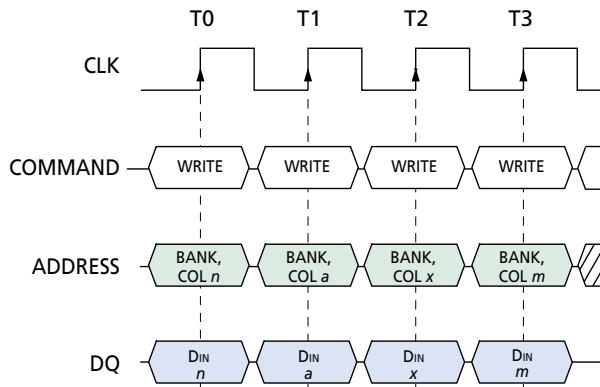 T0 T1 T2 T3
CLK
COMMAND WRITE WRITE WRITE WRITE
ADDRESS BANK, COL n BANK, COL a BANK, COL x BANK, COL m
DQ DIN n DIN a DIN x DIN m